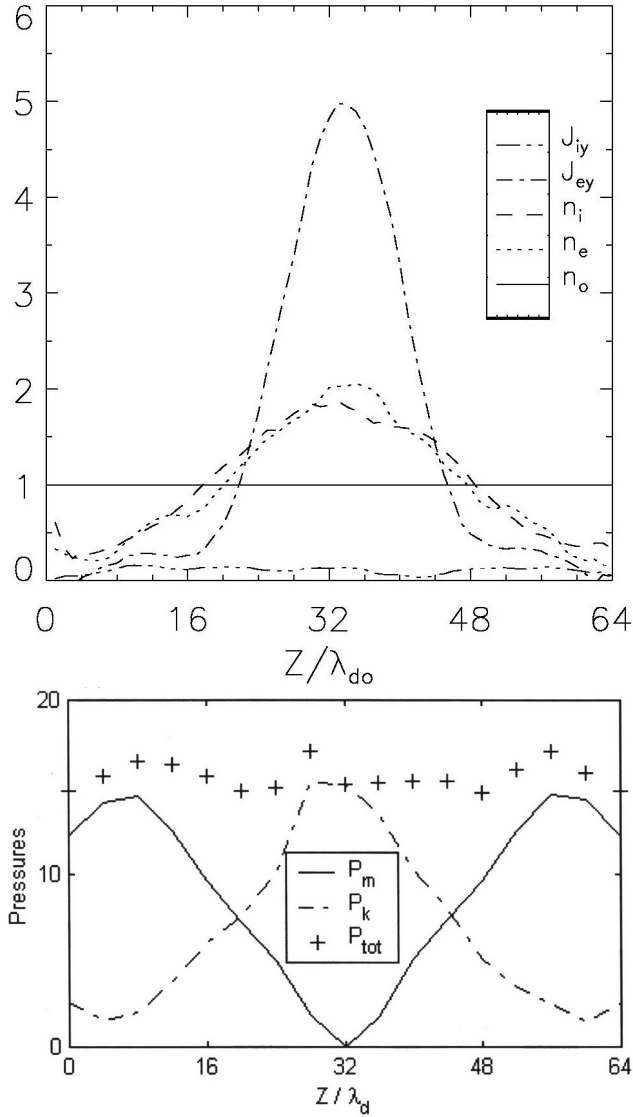 6
5
4
3
2
1
0
J_iy
J_ey
n_i
n_e
n_o
0 16 32 48 64
Z/λ_do
20
10
0
Pressures
P_m
P_k
P_tot
0 16 32 48 64
Z / λ_d